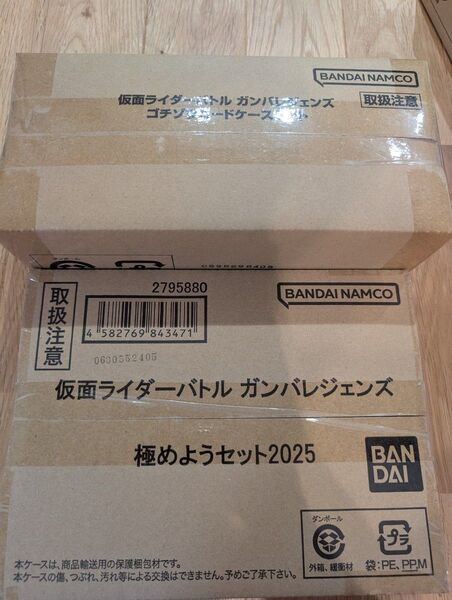 BANDAI NAMCO
仮面ライダーバトル ガンバレジェンズ
取扱注意
取扱注意
2795880
BANDAI NAMCO
4 582769 843471
0600552405
仮面ライダーバトル ガンバレジェンズ
極めようセット2025
BAN
DAI
ダンボール
外箱、緩衝材
プラ
袋:PE, PP,M
本ケースは、商品輸送用の保護梱包材です。
本ケースの傷、つぶれ、汚れ等による交換はできません。予めご了承下さい。